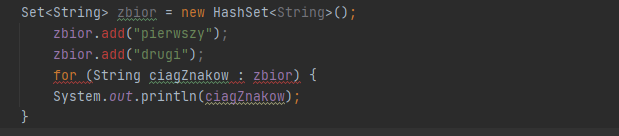 Set<String> zbior = new HashSet<String>();
zbior.add("pierwszy");
zbior.add("drugi");
for (String ciagZnakow : zbior) {
System.out.println(ciagZnakow);
}